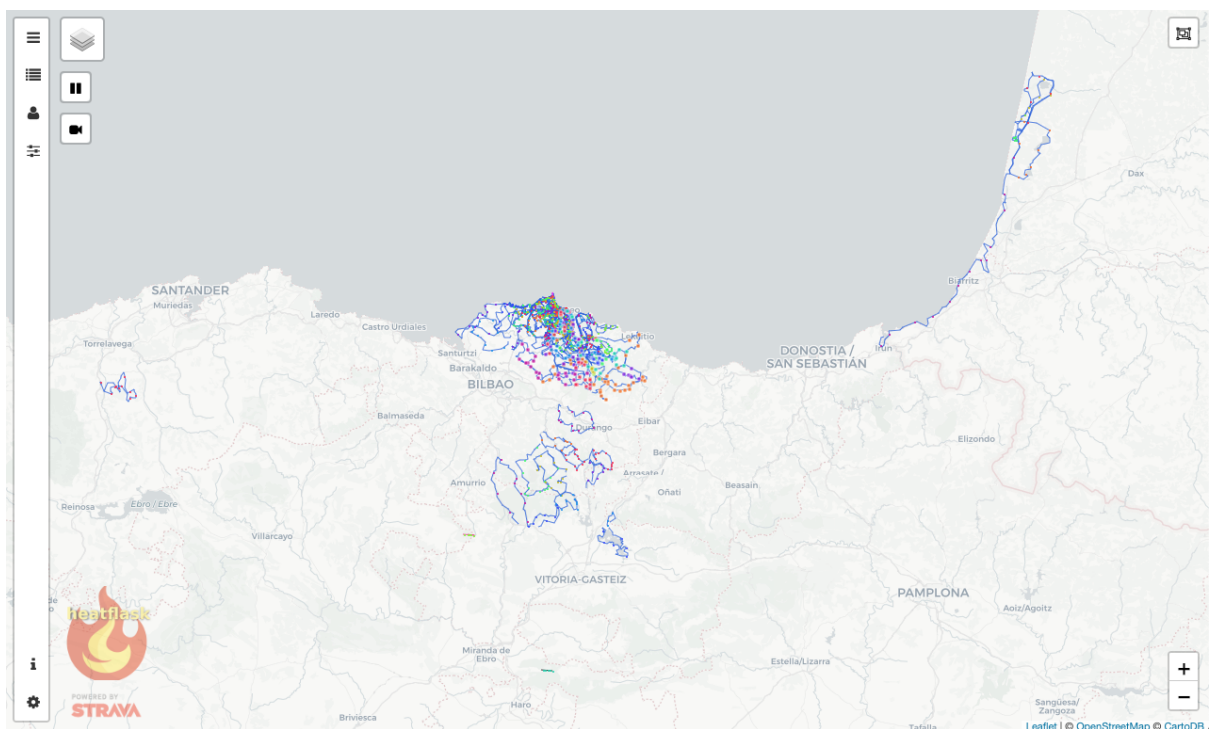 Dax
Biarritz
SANTANDER
Muriedas
Laredo
Castro Urdiales
Torrelavega
Santurtzi
Barakaldo
BILBAO
DONOSTIA /
SAN SEBASTIÁN
Irun
Balmaseda
Durango
Eibar
Elizondo
Bergara
Amurrio
Arrasate /
Oñati
Beasain
Reinosa
Ebro / Ebre
Villarcayo
VITORIA-GASTEIZ
PAMPLONA
Aoiz/Agoitz
heatflask
Miranda de
Ebro
Estella/Lizarra
POWERED BY
STRAVA
Haro
Briviesca
Sangüesa/
Zangoza
Tafalla
+
−
Leaflet | © OpenStreetMap © CartoDB